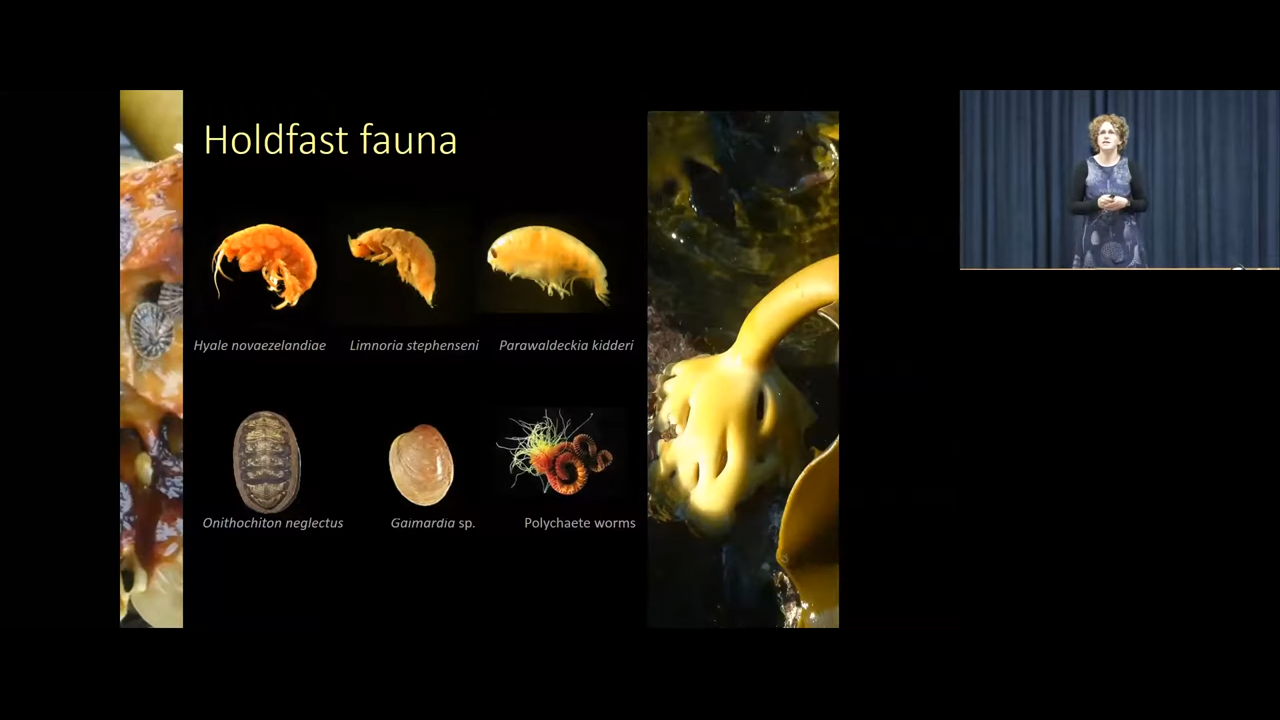 Holdfast fauna
Hyale novaezelandiae
Limnoria stephenseni
Parawaldeckia kidderi
Onithochiton neglectus
Gaimardia sp.
Polychaete worms